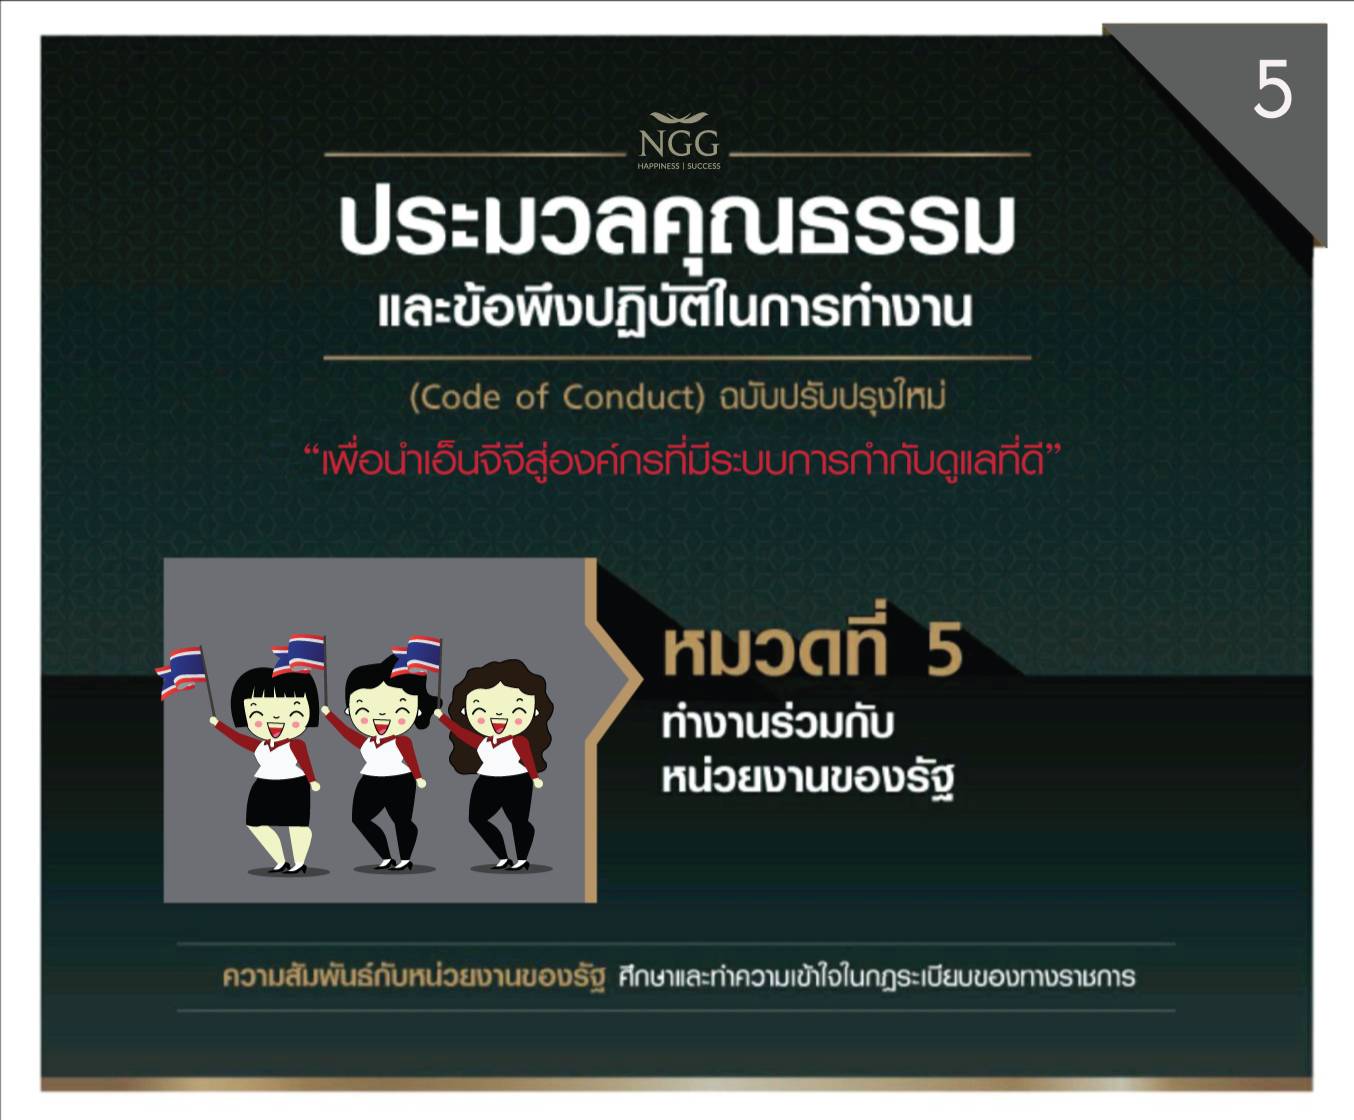 5
NGG
HAPPINESS | SUCCESS
ประมวลคุณธรรม
และข้อพึงปฏิบัติในการทำงาน
(Code of Conduct) ฉบับปรับปรุงใหม่
“เพื่อนำเอ็นจีจีสู่องค์กรที่มีระบบการกำกับดูแลที่ดี”
หมวดที่ 5
ทำงานร่วมกับ
หน่วยงานของรัฐ
ความสัมพันธ์กับหน่วยงานของรัฐ ศึกษาและทำความเข้าใจในกฎระเบียบของทางราชการ